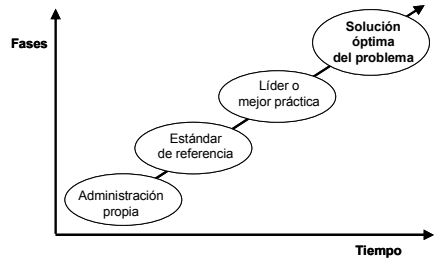 Fases
Solución
óptima
del problema
Líder o
mejor práctica
Estándar
de referencia
Administración
propia
Tiempo